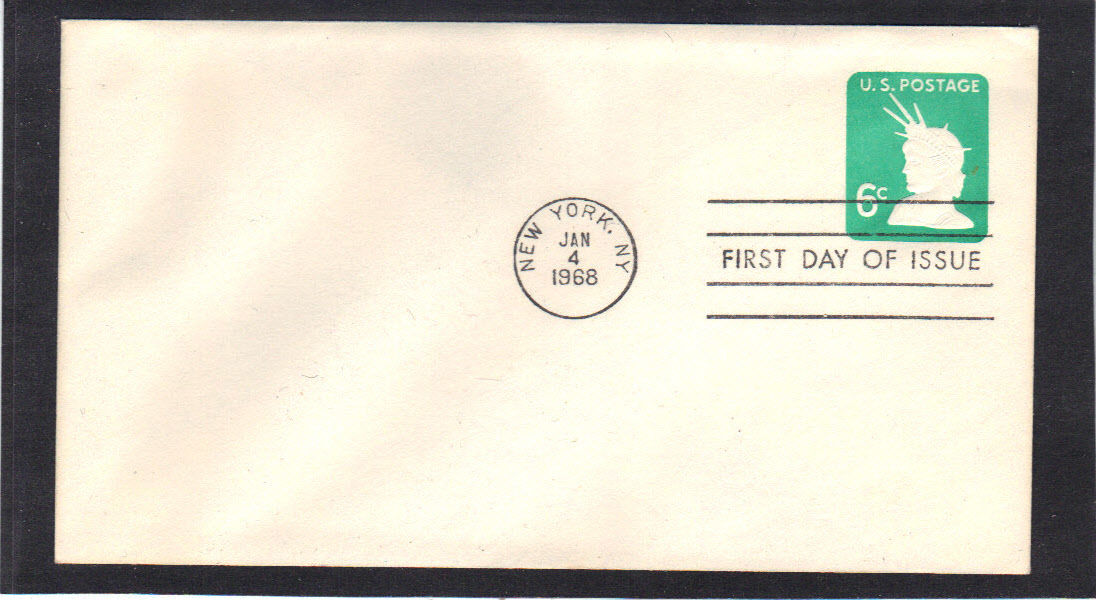 U. S. POSTAGE
6c
NEW YORK, NY
JAN
4
1968
FIRST DAY OF ISSUE